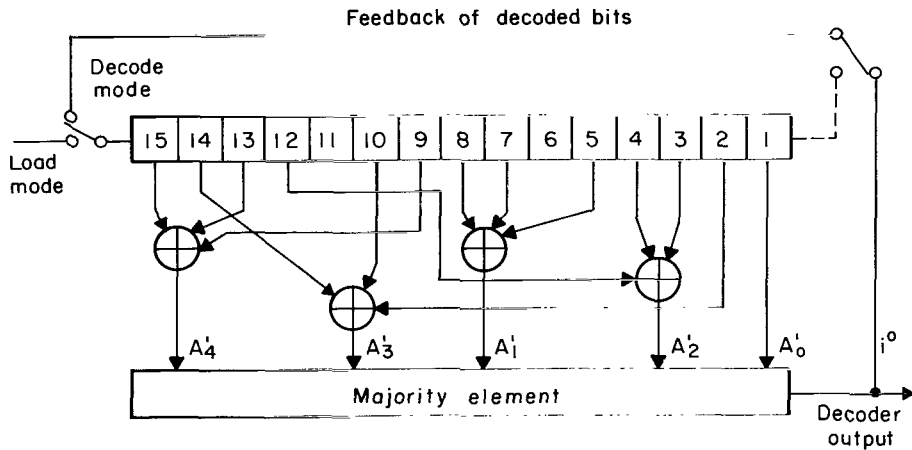 Feedback of decoded bits
Decode
mode
Load
mode
15 14 13 12 11 10 9 8 7 6 5 4 3 2 1
A'4 A'3 A'1 A'2 A'0 i°
Majority element
Decoder
output